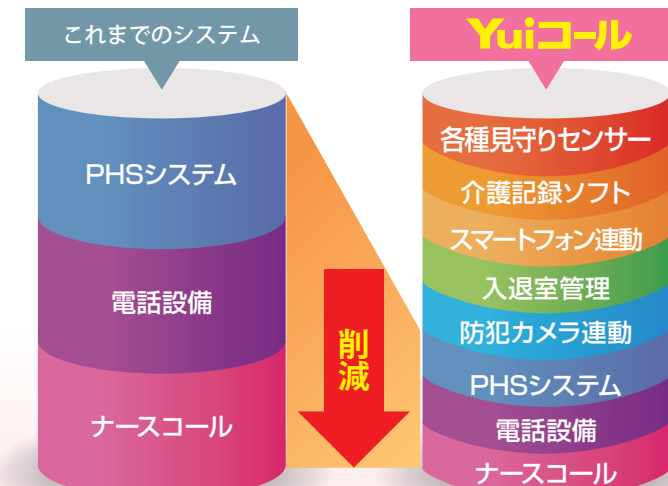 これまでのシステム
PHSシステム
電話設備
ナースコール
削減
Yuiコール
各種見守りセンサー
介護記録ソフト
スマートフォン連動
入退室管理
防犯カメラ連動
PHSシステム
電話設備
ナースコール